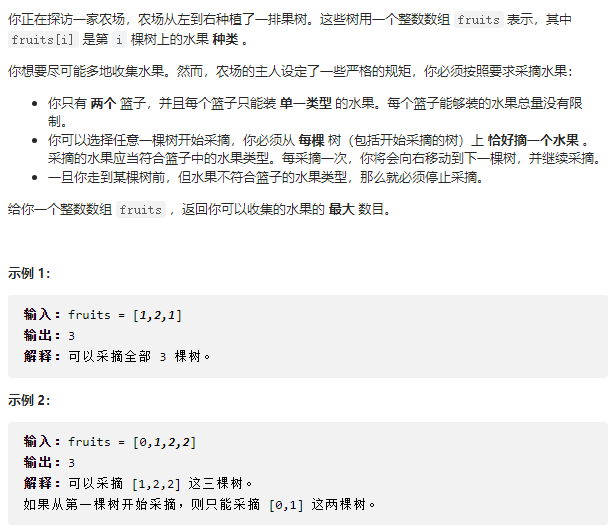 你正在探访一家农场，农场从左到右种植了一排果树。这些树用一个整数数组 fruits 表示，其中
fruits[i] 是第 i 棵树上的水果 种类 。
你想要尽可能多地收集水果。然而，农场的主人设定了一些严格的规矩，你必须按照要求采摘水果：
• 你只有 两个 篮子，并且每个篮子只能装 单一类型 的水果。每个篮子能够装的水果总量没有限
制。
• 你可以选择任意一棵树开始采摘，你必须从 每棵 树（包括开始采摘的树）上 恰好摘一个水果 。
采摘的水果应当符合篮子中的水果类型。每采摘一次，你将会向右移动到下一棵树，并继续采摘。
• 一旦你走到某棵树前，但水果不符合篮子的水果类型，那么就必须停止采摘。
给你一个整数数组 fruits ，返回你可以收集的水果的 最大 数目。
示例 1：
输入：fruits = [1,2,1]
输出：3
解释：可以采摘全部 3 棵树。
示例 2：
输入：fruits = [0,1,2,2]
输出：3
解释：可以采摘 [1,2,2] 这三棵树。
如果从第一棵树开始采摘，则只能采摘 [0,1] 这两棵树。